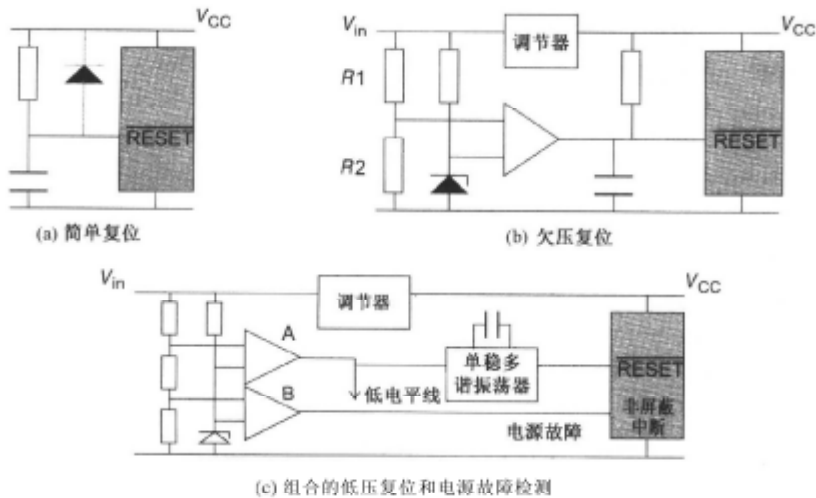 VCC
RESET
(a) 简单复位
Vin
调节器
VCC
R1
R2
RESET
(b) 欠压复位
Vin
调节器
VCC
A
单稳多
谐振荡器
RESET
低电平线
B
非屏蔽
中断
电源故障
(c) 组合的低压复位和电源故障检测